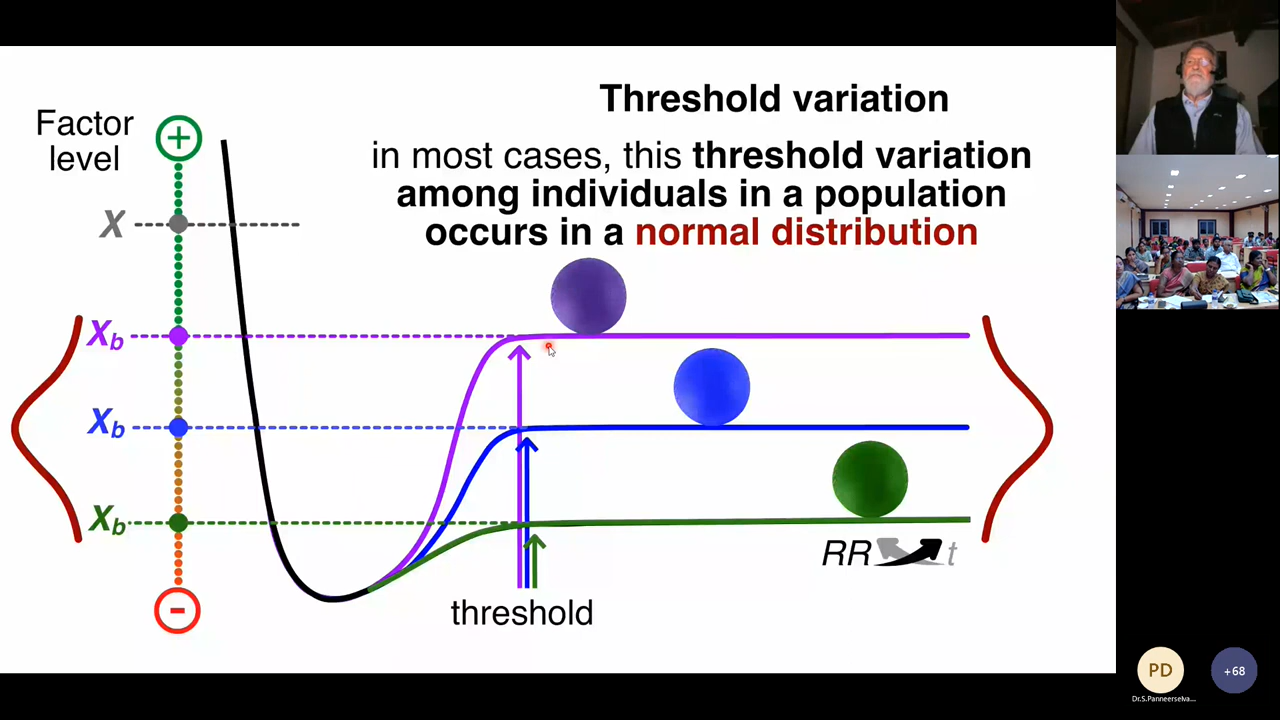 Threshold variation
in most cases, this threshold variation
among individuals in a population
occurs in a normal distribution
Factor
level
+
X
Xb
Xb
Xb
-
RR t
threshold
PD
+68
Dr.S.Panneerselva...